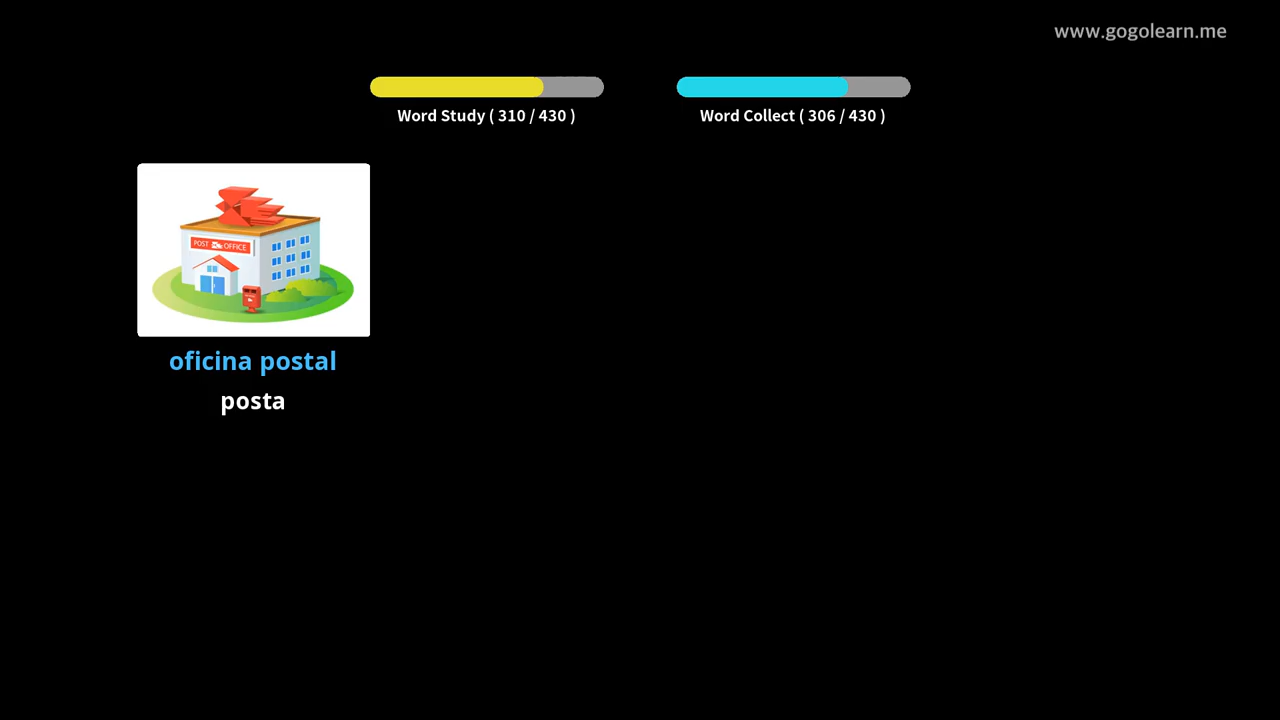 www.gogolearn.me
Word Study ( 310 / 430 )
Word Collect ( 306 / 430 )
POST OFFICE
oficina postal
posta